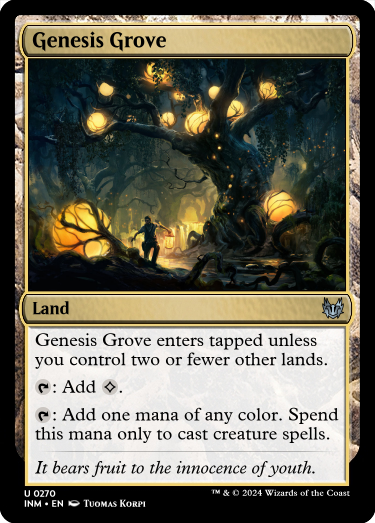 Genesis Grove
Land
Genesis Grove enters tapped unless
you control two or fewer other lands.
: Add .
: Add one mana of any color. Spend
this mana only to cast creature spells.
It bears fruit to the innocence of youth.
U 0270
INM • EN Tuomas Korpi
™ & © 2024 Wizards of the Coast